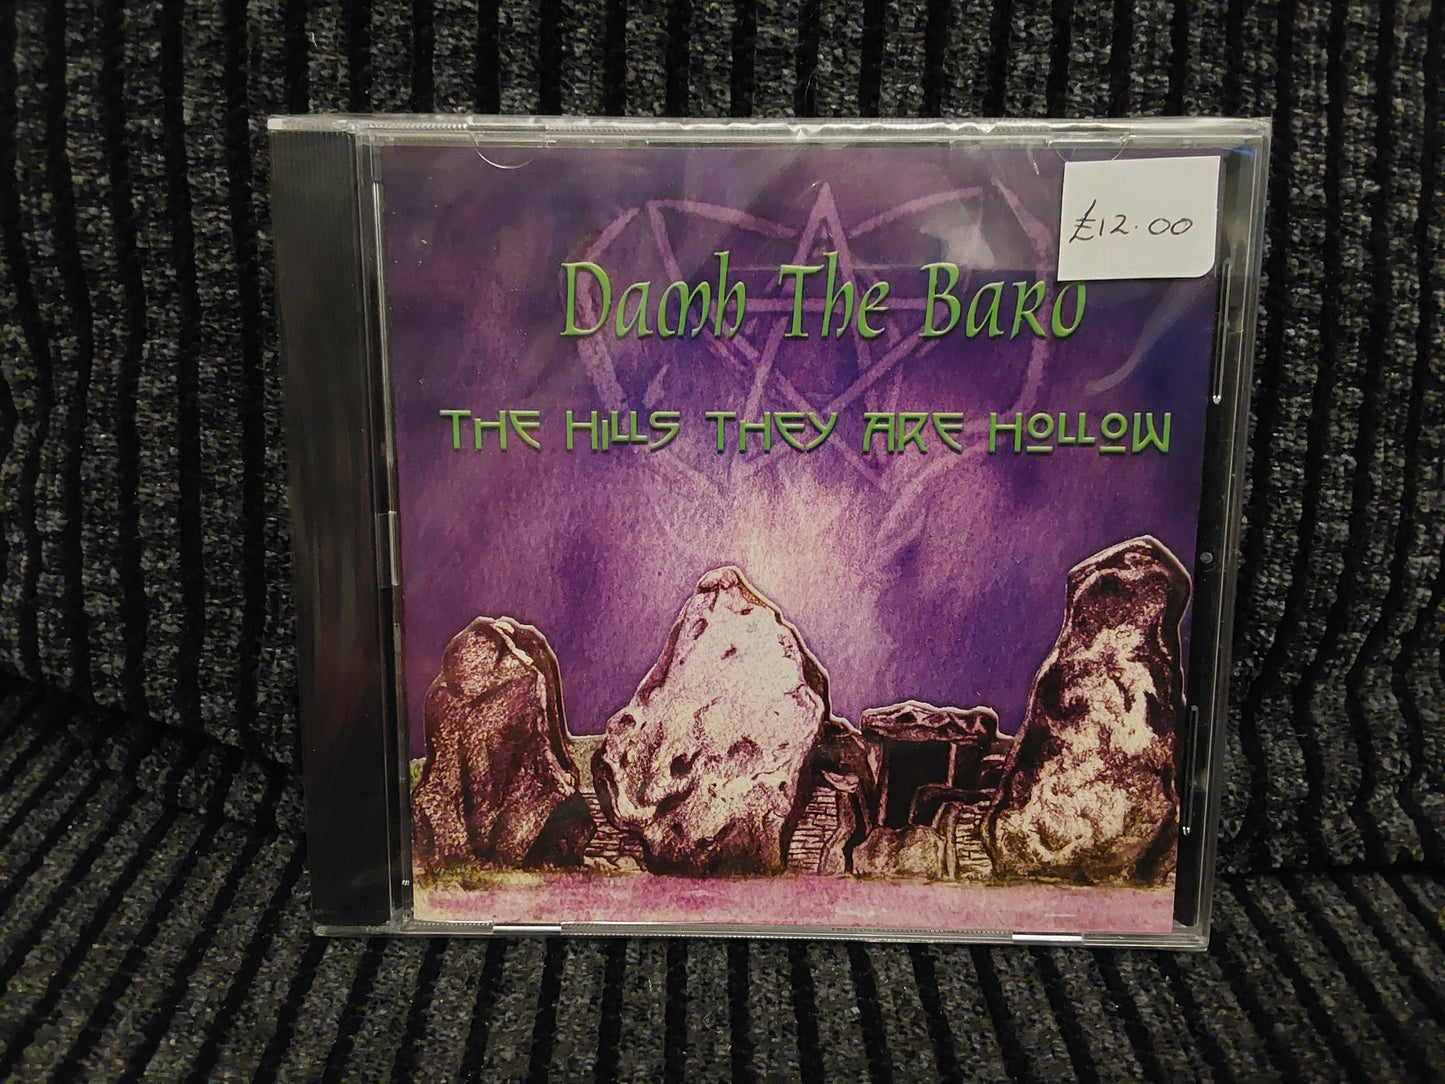 £12.00
Damh The Bard
The Hills They Are Hollow